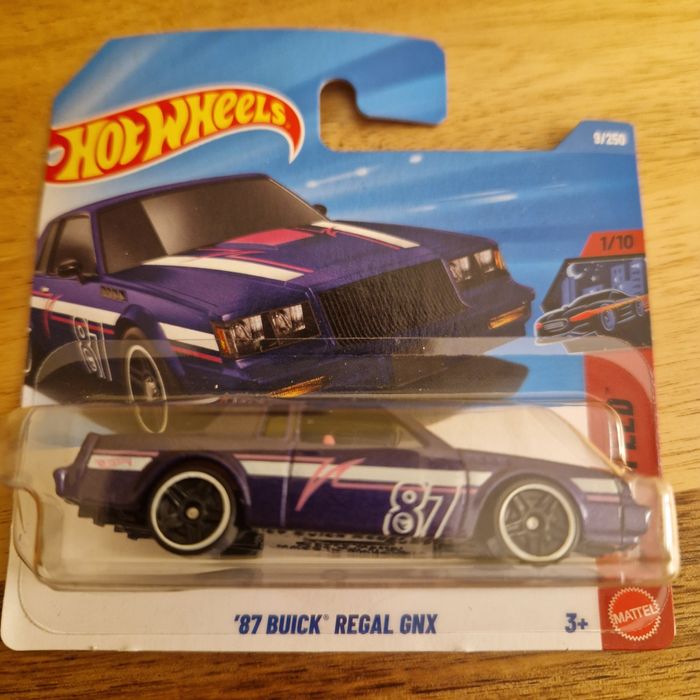 HOT WHEELS
9/250
1/10
87
87
'87 BUICK® REGAL GNX
3+
MATTEL